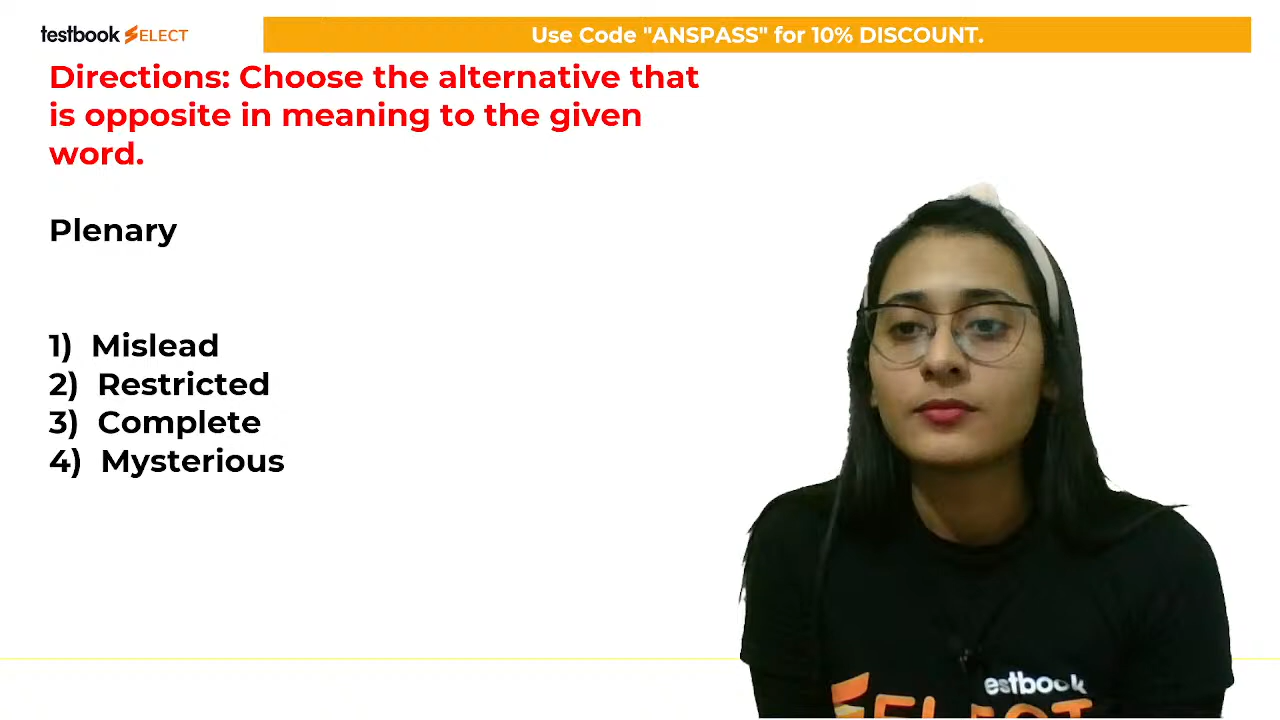 testbook SELECT
Use Code "ANSPASS" for 10% DISCOUNT.
Directions: Choose the alternative that
is opposite in meaning to the given
word.
Plenary
1) Mislead
2) Restricted
3) Complete
4) Mysterious
estbook
SELECT